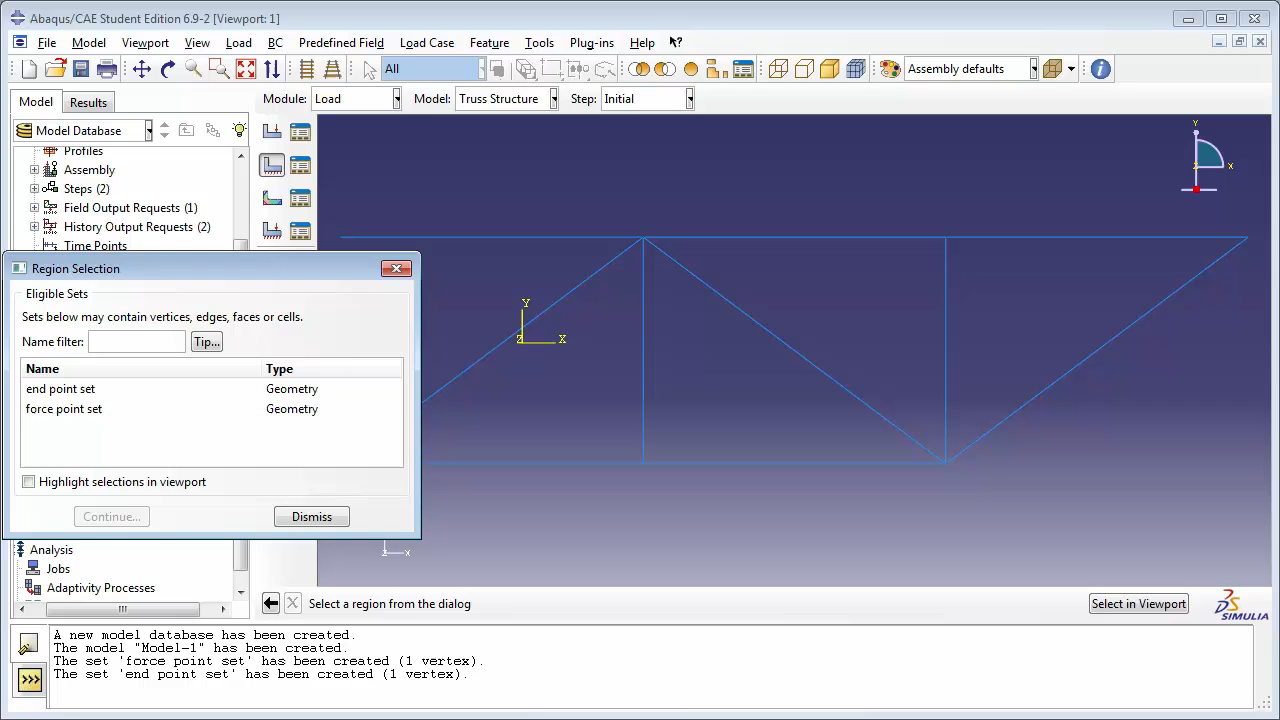 Abaqus/CAE Student Edition 6.9-2 [Viewport: 1]
File Model Viewport View Load BC Predefined Field Load Case Feature Tools Plug-ins Help
All
Assembly defaults
Model Results
Module: Load Model: Truss Structure Step: Initial
Model Database
Profiles
Assembly
Steps (2)
Field Output Requests (1)
History Output Requests (2)
Time Points
Region Selection
Eligible Sets
Sets below may contain vertices, edges, faces or cells.
Name filter: Tip...
Name Type
end point set Geometry
force point set Geometry
Highlight selections in viewport
Continue... Dismiss
Y
X
Z
Y
X
Z
Z X
Analysis
Jobs
Adaptivity Processes
Select a region from the dialog
Select in Viewport
SIMULIA
A new model database has been created.
The model "Model-1" has been created.
The set 'force point set' has been created (1 vertex).
The set 'end point set' has been created (1 vertex).
>>>